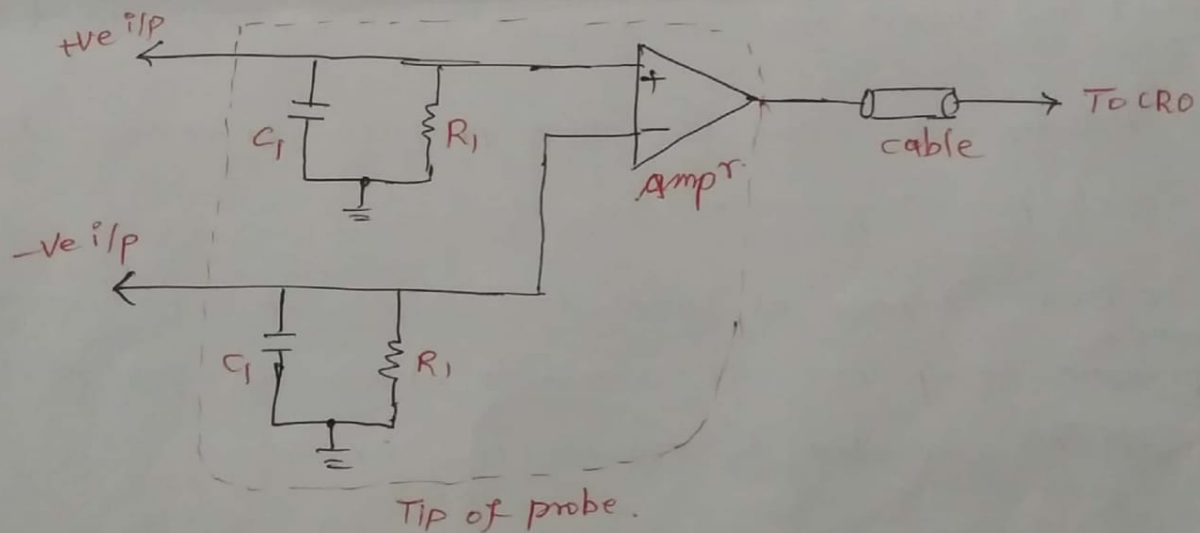 +ve i/p
C1
R1
+
−
Ampr
cable
To CRO
−ve i/p
C1
R1
Tip of probe.